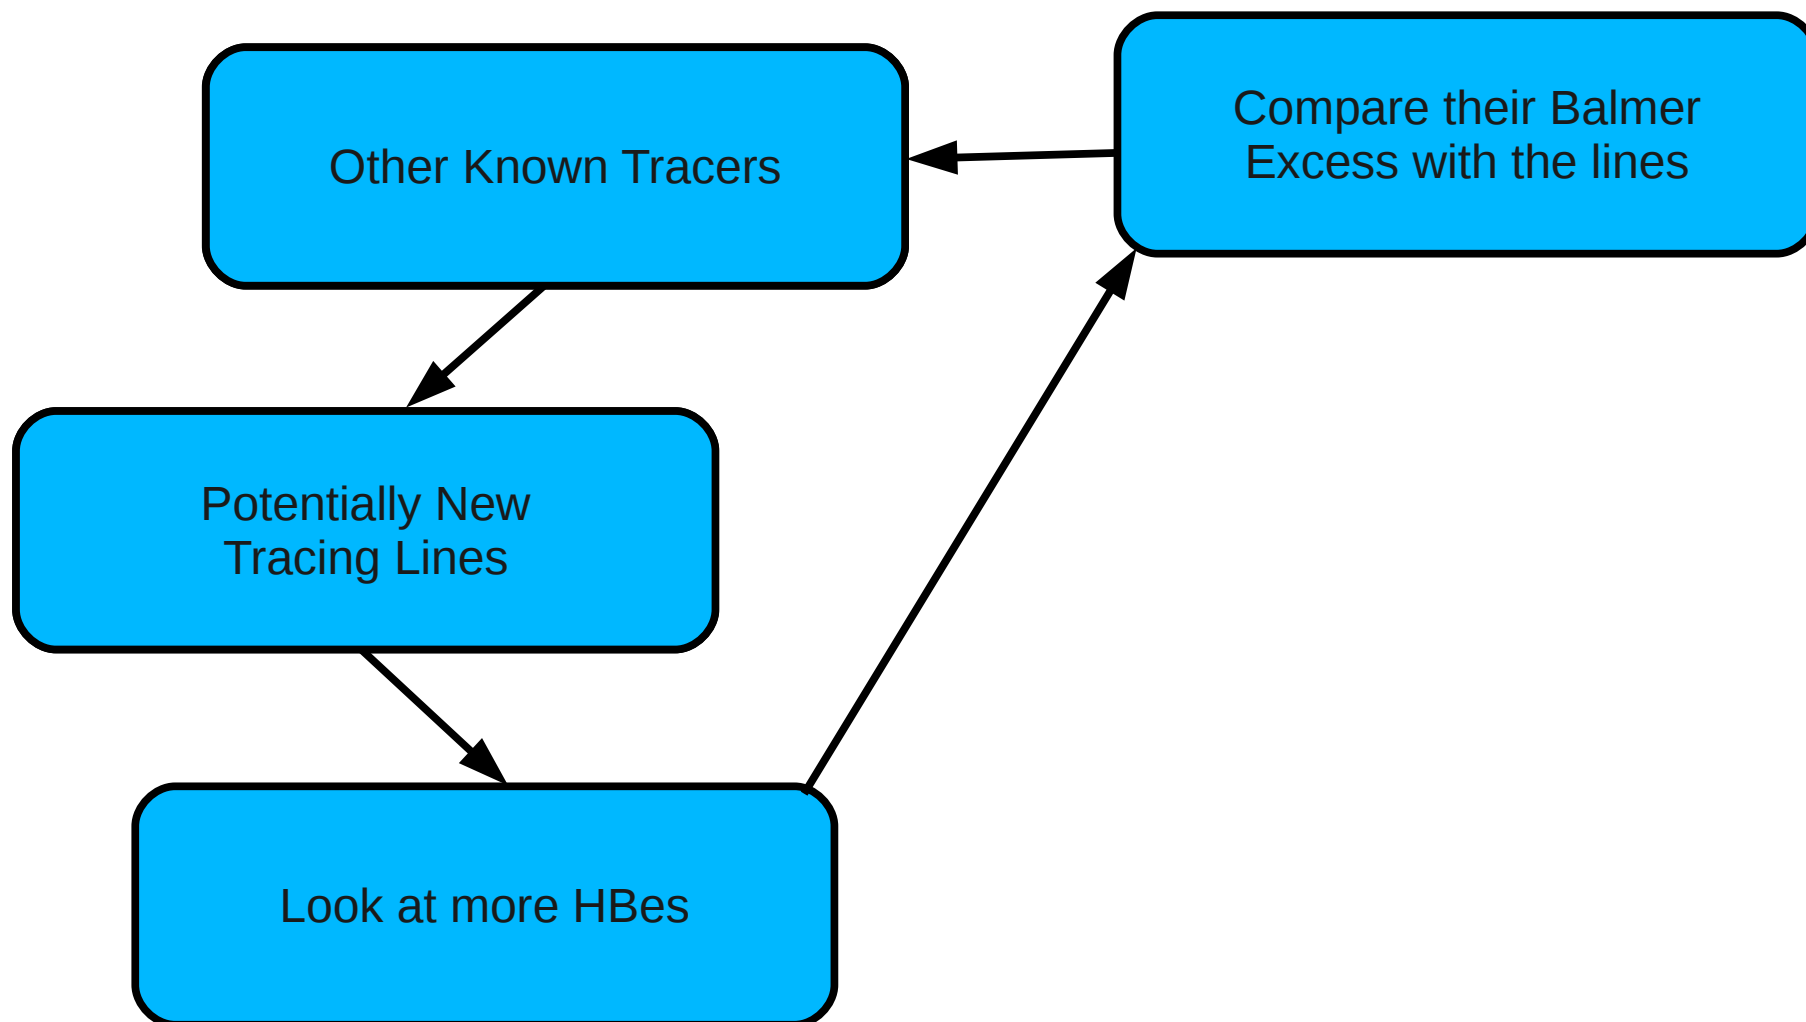 Other Known Tracers
Compare their Balmer
Excess with the lines
Potentially New
Tracing Lines
Look at more HBes